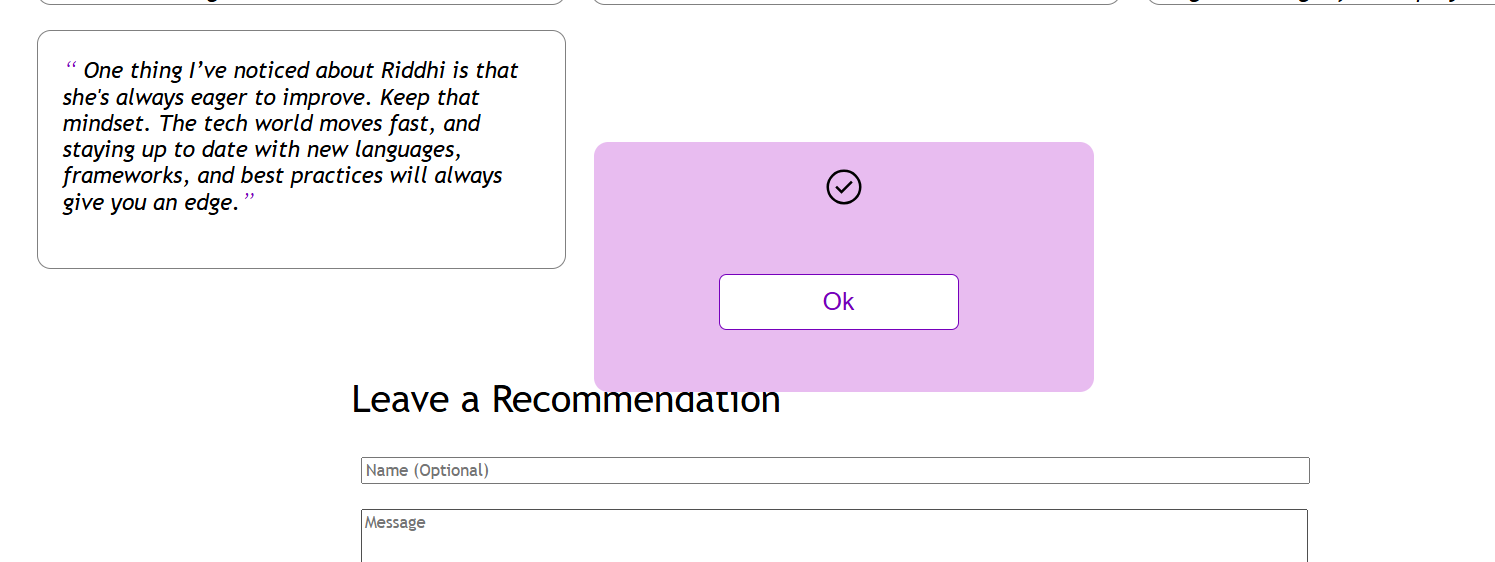 “ One thing I’ve noticed about Riddhi is that
she's always eager to improve. Keep that
mindset. The tech world moves fast, and
staying up to date with new languages,
frameworks, and best practices will always
give you an edge.”
Ok
Leave a Recommendation
Name (Optional)
Message